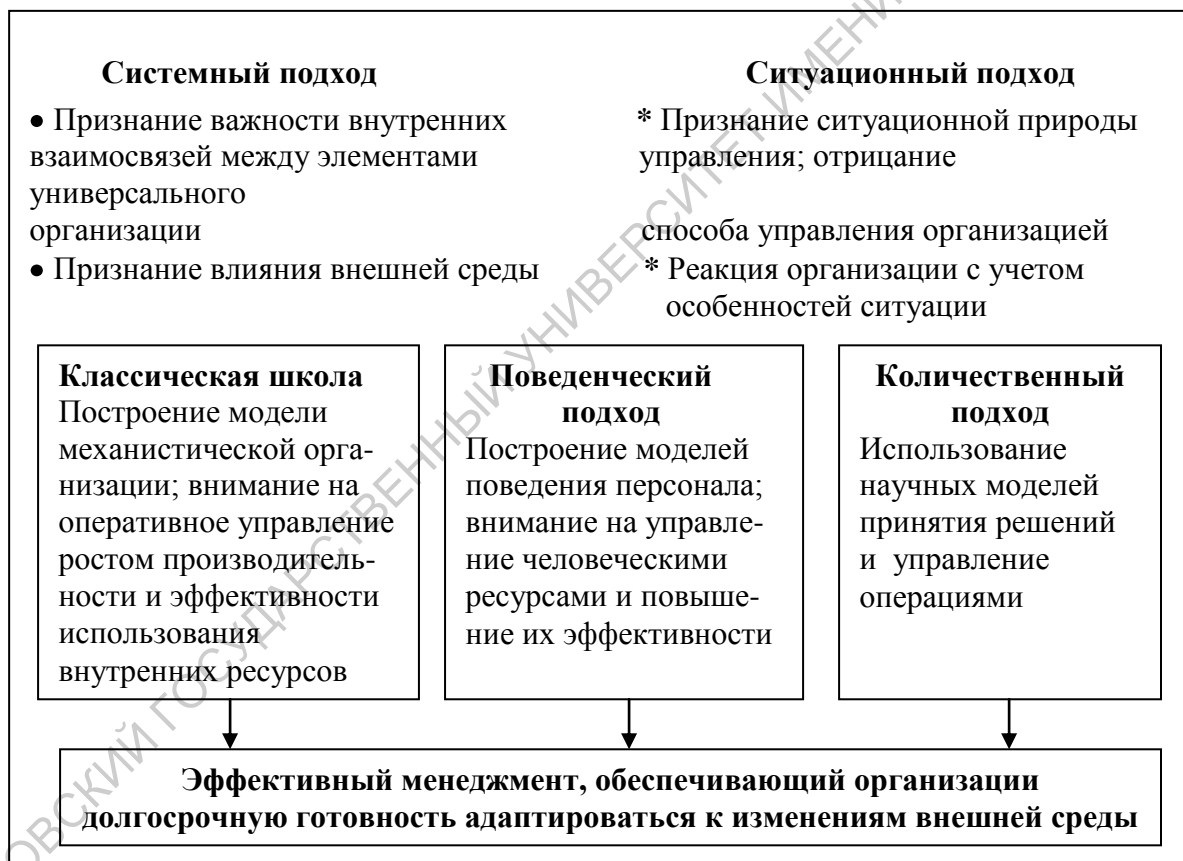 Системный подход
• Признание важности внутренних
взаимосвязей между элементами
универсального
организации
• Признание влияния внешней среды
Ситуационный подход
* Признание ситуационной природы
управления; отрицание
способа управления организацией
* Реакция организации с учетом
особенностей ситуации
Классическая школа
Построение модели
механистической орга-
низации; внимание на
оперативное управление
ростом производитель-
ности и эффективности
использования
внутренних ресурсов
Поведенческий
подход
Построение моделей
поведения персонала;
внимание на управле-
ние человеческими
ресурсами и повыше-
ние их эффективности
Количественный
подход
Использование
научных моделей
принятия решений
и управление
операциями
Эффективный менеджмент, обеспечивающий организации
долгосрочную готовность адаптироваться к изменениям внешней среды
ГОСУДАРСТВЕННЫЙ УНИВЕРСИТЕТ ИМЕНИ